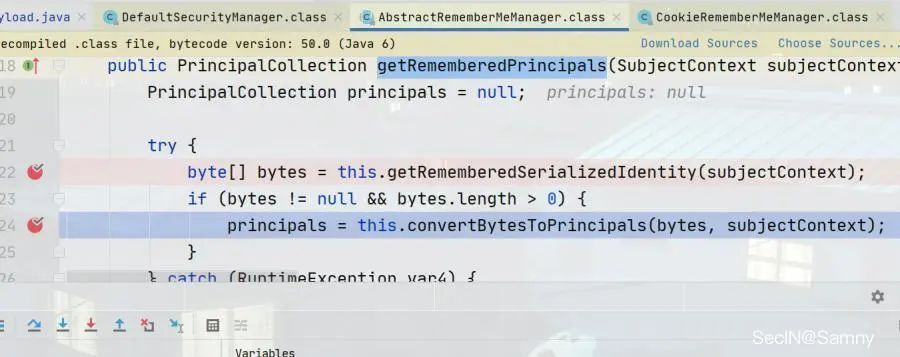 yload.java × DefaultSecurityManager.class × AbstractRememberMeManager.class × CookieRememberMeManager.class ×
ecompiled .class file, bytecode version: 50.0 (Java 6) Download Sources Choose Sources...
18 public PrincipalCollection getRememberedPrincipals(SubjectContext subjectContext
19 PrincipalCollection principals = null; principals: null
20
21 try {
22 byte[] bytes = this.getRememberedSerializedIdentity(subjectContext);
23 if (bytes != null && bytes.length > 0) {
24 principals = this.convertBytesToPrincipals(bytes, subjectContext);
25 }
26 } catch (RuntimeException var4) {
Variables
SecIN@Samny